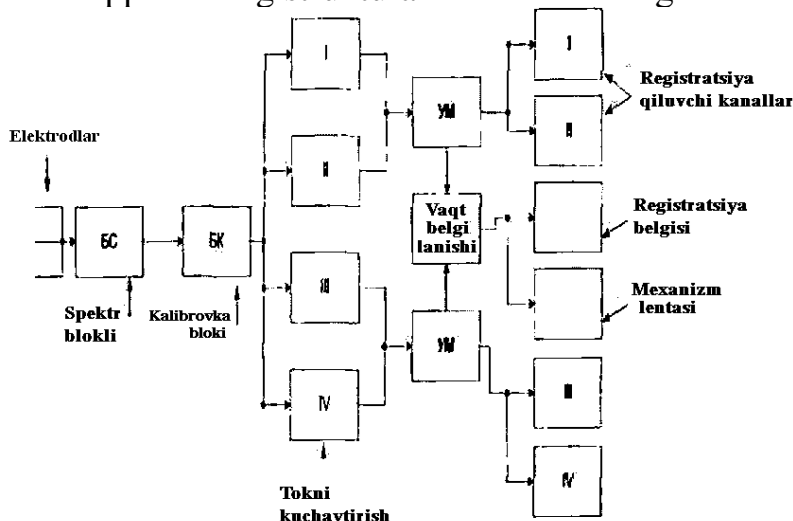 I
I
Registratsiya
qiluvchi kanallar
УМ
II
II
Elektrodlar
Vaqt
belgi
lanishi
Registratsiya
belgisi
БС
БК
III
Mexanizm
lentasi
Spektr
blokli
Kalibrovka
bloki
УМ
III
IV
IV
Tokni
knchaytirish